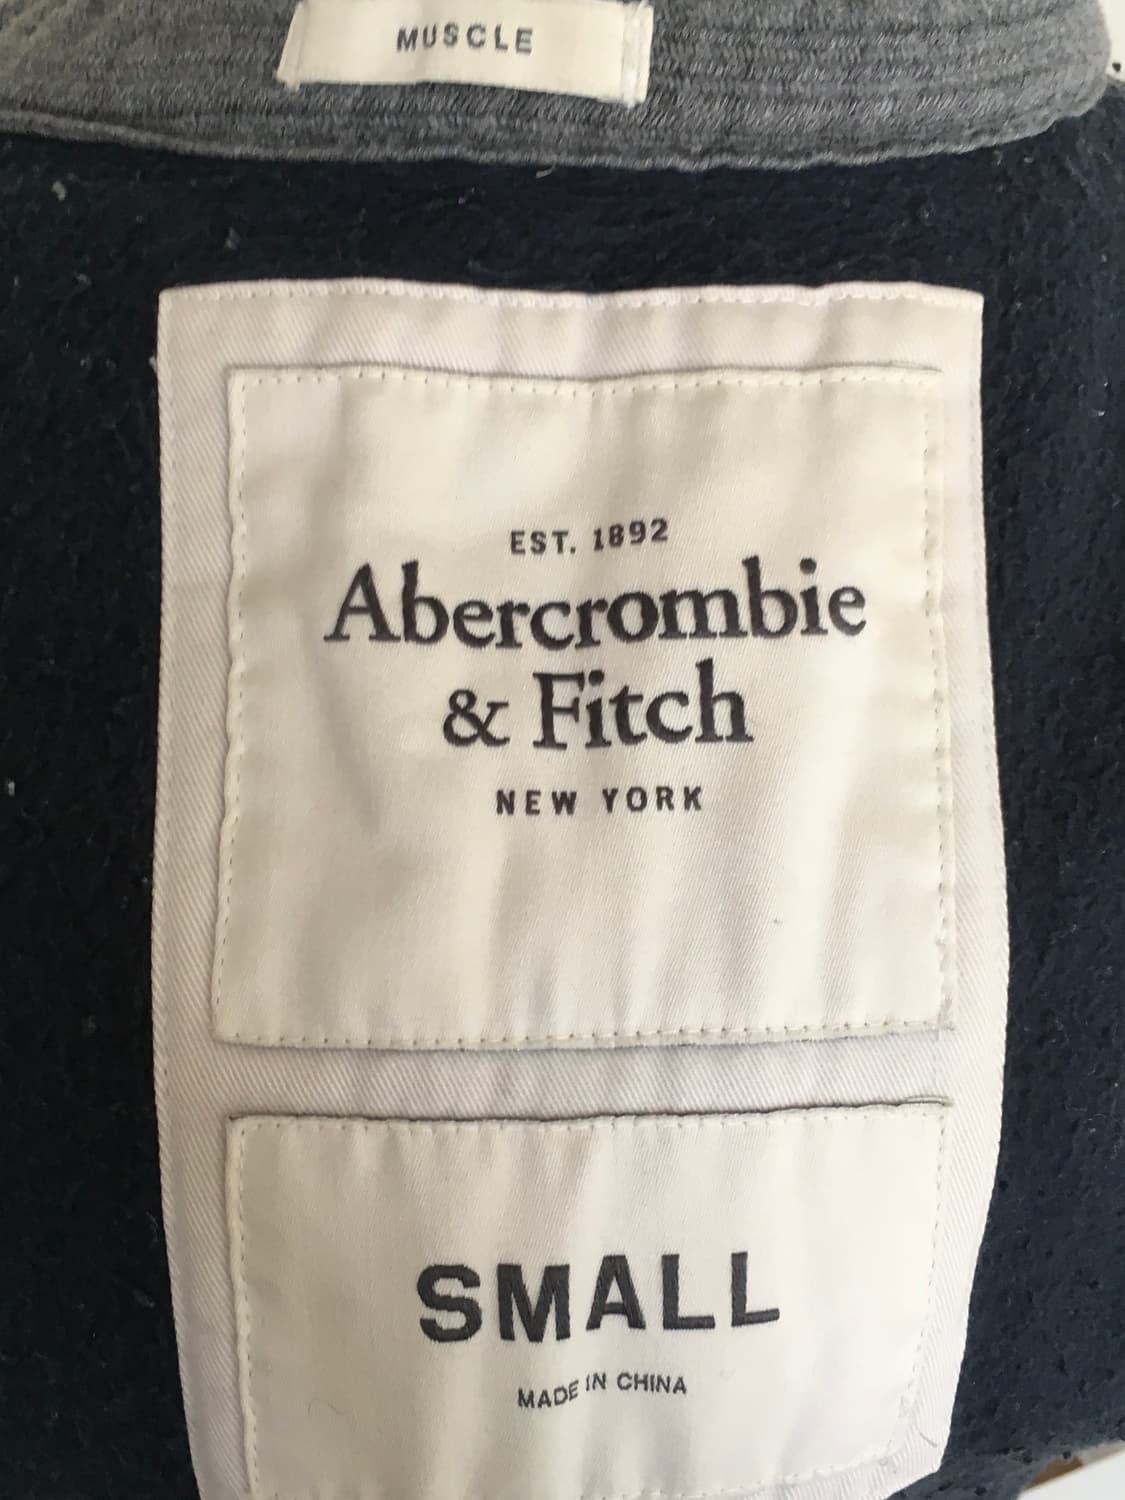 MUSCLE
EST. 1892
Abercrombie
& Fitch
NEW YORK
SMALL
MADE IN CHINA